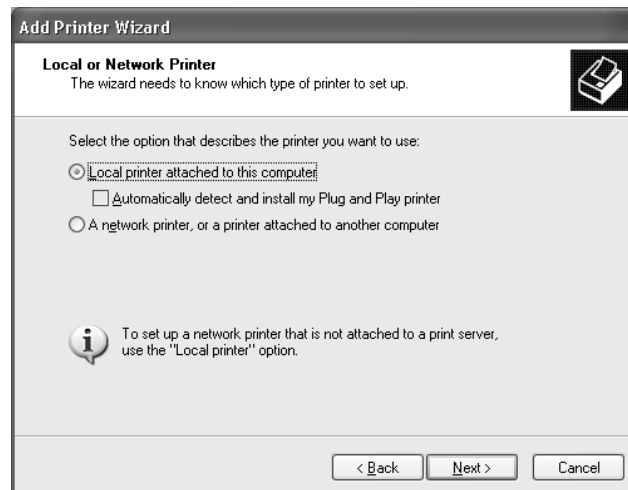 Add Printer Wizard
Local or Network Printer
The wizard needs to know which type of printer to set up.
Select the option that describes the printer you want to use:
Local printer attached to this computer
Automatically detect and install my Plug and Play printer
A network printer, or a printer attached to another computer
To set up a network printer that is not attached to a print server,
use the "Local printer" option.
< Back
Next >
Cancel